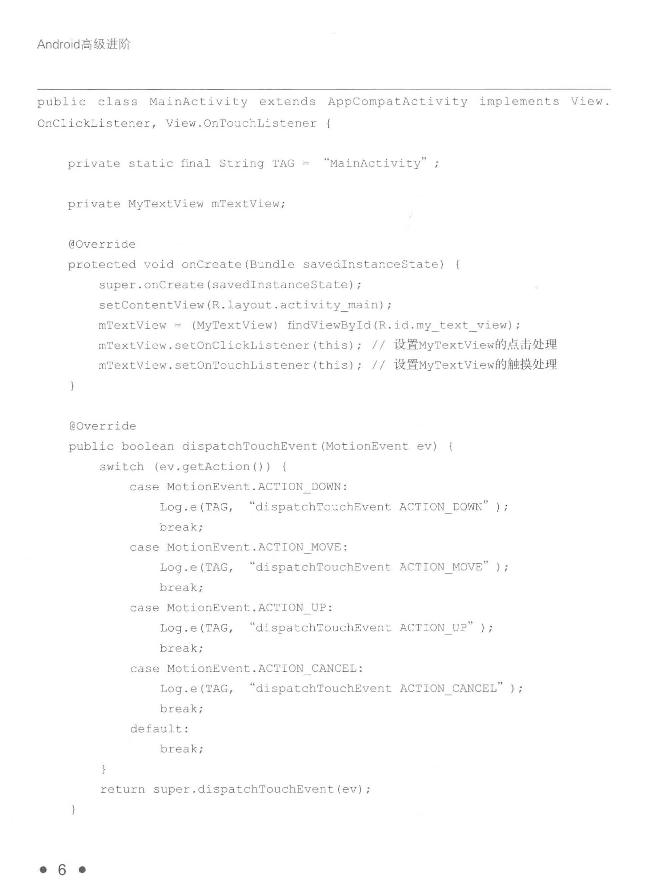 Android高级进阶
public class MainActivity extends AppCompatActivity implements View.
OnClickListener, View.OnTouchListener {
private static final String TAG = “MainActivity” ;
private MyTextView mTextView;
@Override
protected void onCreate(Bundle savedInstanceState) {
super.onCreate(savedInstanceState);
setContentView(R.layout.activity_main);
mTextView = (MyTextView) findViewById(R.id.my_text_view);
mTextView.setOnClickListener(this); // 设置MyTextView的点击处理
mTextView.setOnTouchListener(this); // 设置MyTextView的触摸处理
}
@Override
public boolean dispatchTouchEvent(MotionEvent ev) {
switch (ev.getAction()) {
case MotionEvent.ACTION_DOWN:
Log.e(TAG, “dispatchTouchEvent ACTION_DOWN” );
break;
case MotionEvent.ACTION_MOVE:
Log.e(TAG, “dispatchTouchEvent ACTION_MOVE” );
break;
case MotionEvent.ACTION_UP:
Log.e(TAG, “dispatchTouchEvent ACTION_UP” );
break;
case MotionEvent.ACTION_CANCEL:
Log.e(TAG, “dispatchTouchEvent ACTION_CANCEL” );
break;
default:
break;
}
return super.dispatchTouchEvent(ev);
}
• 6 •